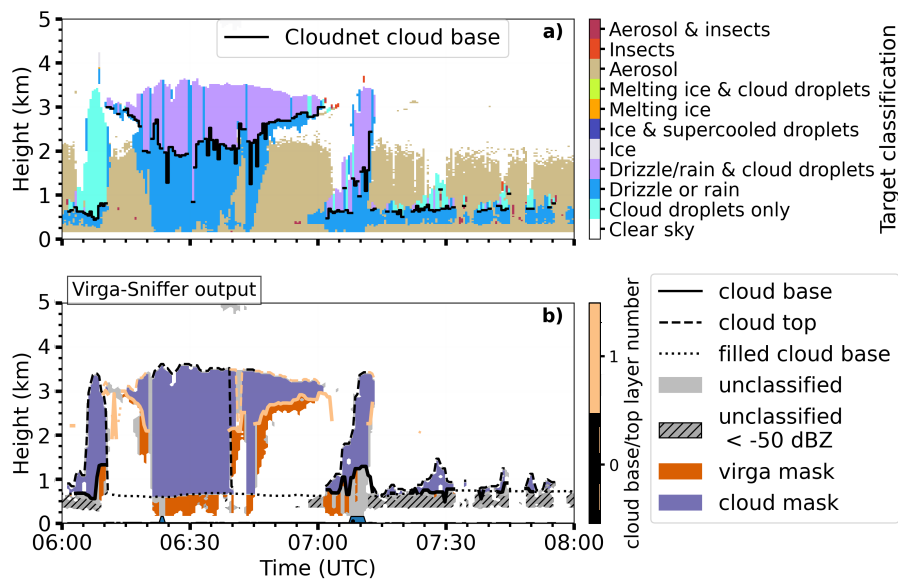 5
4
3
2
1
0
Height (km)
Cloudnet cloud base
a)
Aerosol & insects
Insects
Aerosol
Melting ice & cloud droplets
Melting ice
Ice & supercooled droplets
Ice
Drizzle/rain & cloud droplets
Drizzle or rain
Cloud droplets only
Clear sky
Target classification
Virga-Sniffer output
b)
5
4
3
2
1
0
Height (km)
06:00
06:30
07:00
07:30
08:00
Time (UTC)
1
0
cloud base/top layer number
cloud base
cloud top
filled cloud base
unclassified
unclassified
< -50 dBZ
virga mask
cloud mask